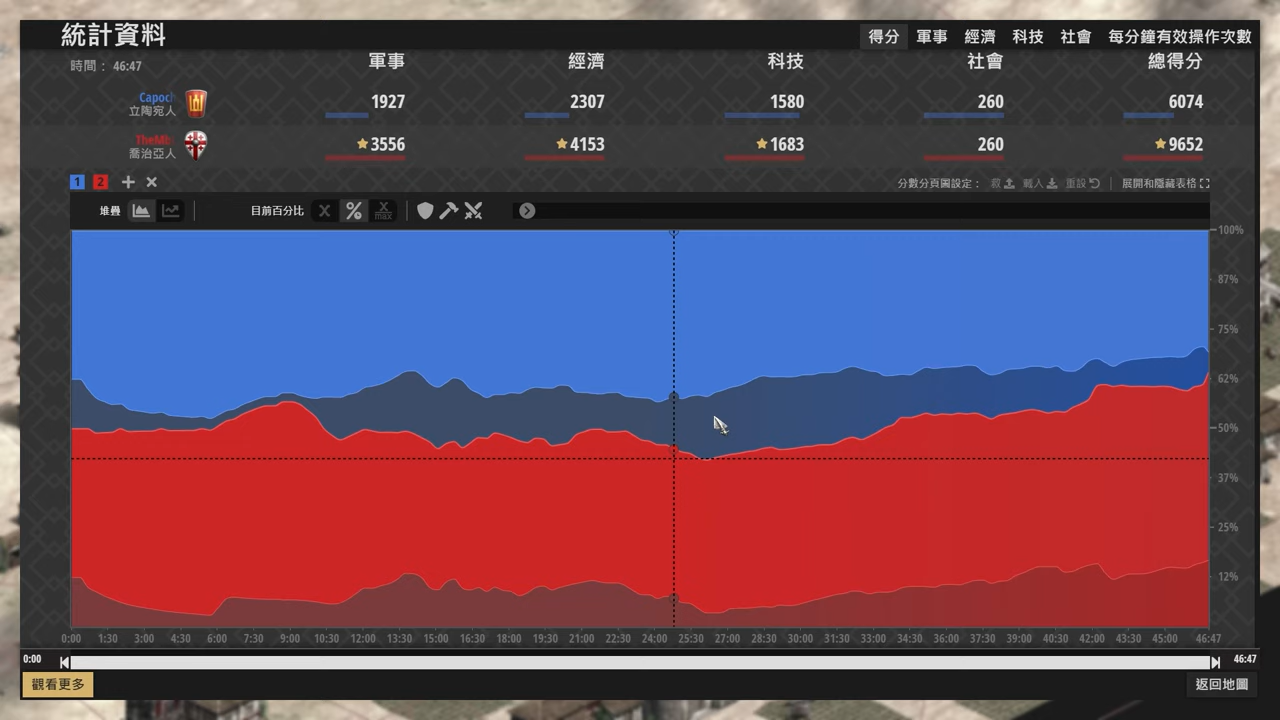 統計資料
得分 軍事 經濟 科技 社會 每分鐘有效操作次數
時間： 46:47
軍事 經濟 科技 社會 總得分
Capoch
立陶宛人
1927 2307 1580 260 6074
喬治亞人
3556 4153 1683 260 9652
1 2
分數分頁圖設定： 載入 重設 展開和隱藏表格
堆疊 目前百分比 X % X max
100%
87%
75%
62%
50%
37%
25%
12%
0:00 1:30 3:00 4:30 6:00 7:30 9:00 10:30 12:00 13:30 15:00 16:30 18:00 19:30 21:00 22:30 24:00 25:30 27:00 28:30 30:00 31:30 33:00 34:30 36:00 37:30 39:00 40:30 42:00 43:30 45:00 46:47
0:00 46:47
觀看更多 返回地圖